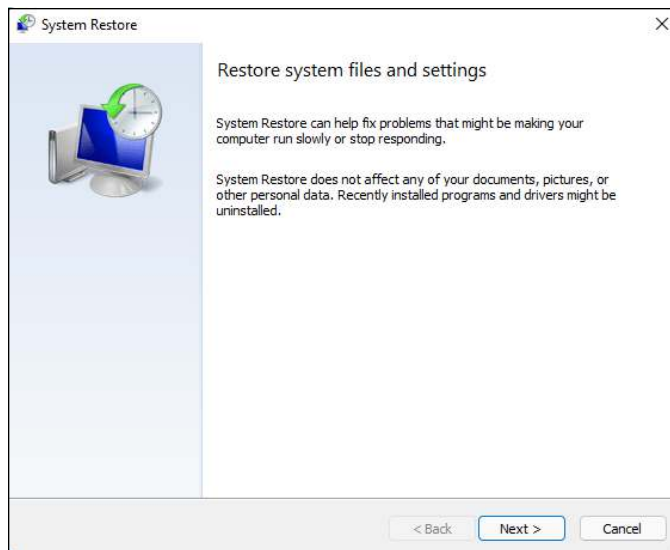 System Restore
Restore system files and settings
System Restore can help fix problems that might be making your
computer run slowly or stop responding.
System Restore does not affect any of your documents, pictures, or
other personal data. Recently installed programs and drivers might be
uninstalled.
< Back Next > Cancel